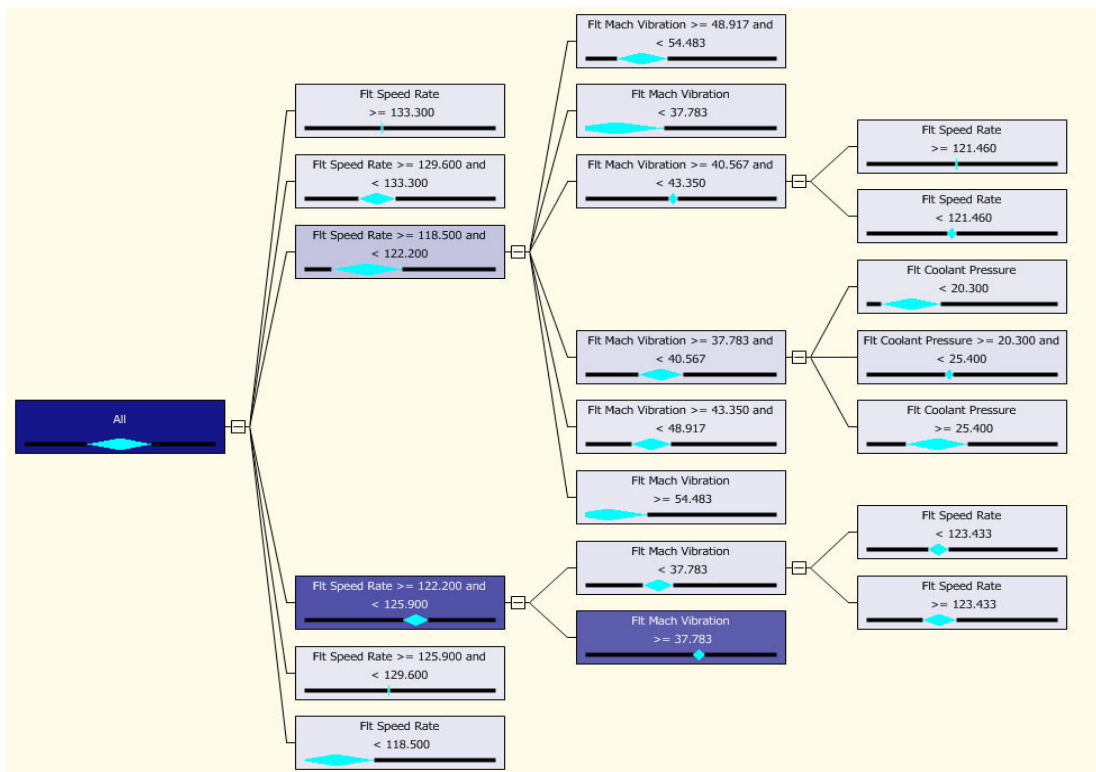 All
Flt Speed Rate
>= 133.300
Flt Speed Rate >= 129.600 and
< 133.300
Flt Speed Rate >= 118.500 and
< 122.200
Flt Speed Rate >= 122.200 and
< 125.900
Flt Speed Rate >= 125.900 and
< 129.600
Flt Speed Rate
< 118.500
Flt Mach Vibration >= 48.917 and
< 54.483
Flt Mach Vibration
< 37.783
Flt Mach Vibration >= 40.567 and
< 43.350
Flt Mach Vibration >= 37.783 and
< 40.567
Flt Mach Vibration >= 43.350 and
< 48.917
Flt Mach Vibration
>= 54.483
Flt Mach Vibration
< 37.783
Flt Mach Vibration
>= 37.783
Flt Speed Rate
>= 121.460
Flt Speed Rate
< 121.460
Flt Coolant Pressure
< 20.300
Flt Coolant Pressure >= 20.300 and
< 25.400
Flt Coolant Pressure
>= 25.400
Flt Speed Rate
< 123.433
Flt Speed Rate
>= 123.433